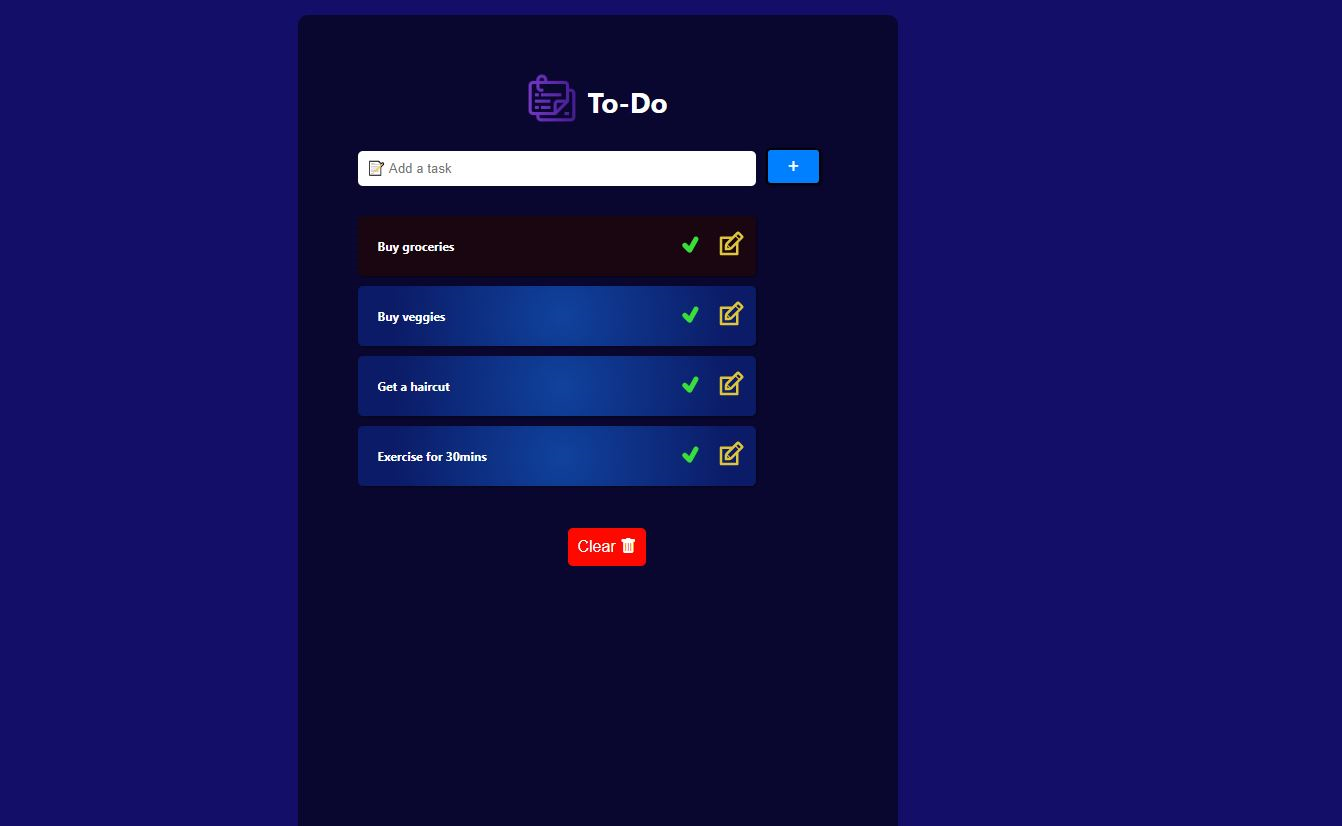 To-Do
📝 Add a task
+
Buy groceries
Buy veggies
Get a haircut
Exercise for 30mins
Clear